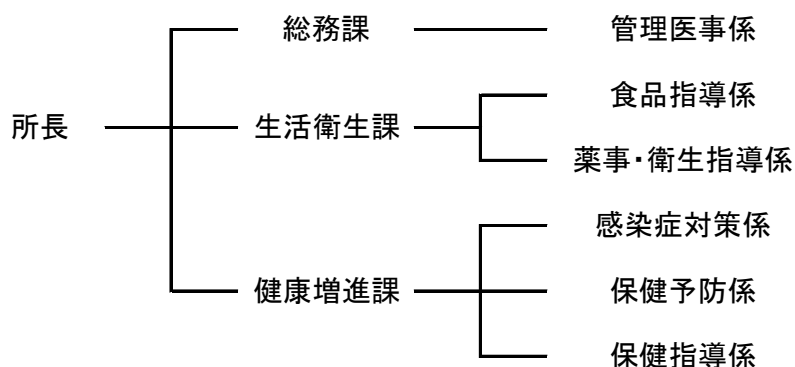 総務課
管理医事係
食品指導係
所長
生活衛生課
薬事・衛生指導係
感染症対策係
健康増進課
保健予防係
保健指導係